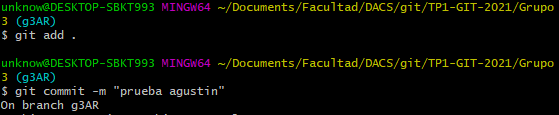 unknow@DESKTOP-SBKT993 MINGW64 ~/Documents/Facultad/DACS/git/TP1-GIT-2021/Grupo
3 (g3AR)
$ git add .
unknow@DESKTOP-SBKT993 MINGW64 ~/Documents/Facultad/DACS/git/TP1-GIT-2021/Grupo
3 (g3AR)
$ git commit -m "prueba agustin"
On branch g3AR